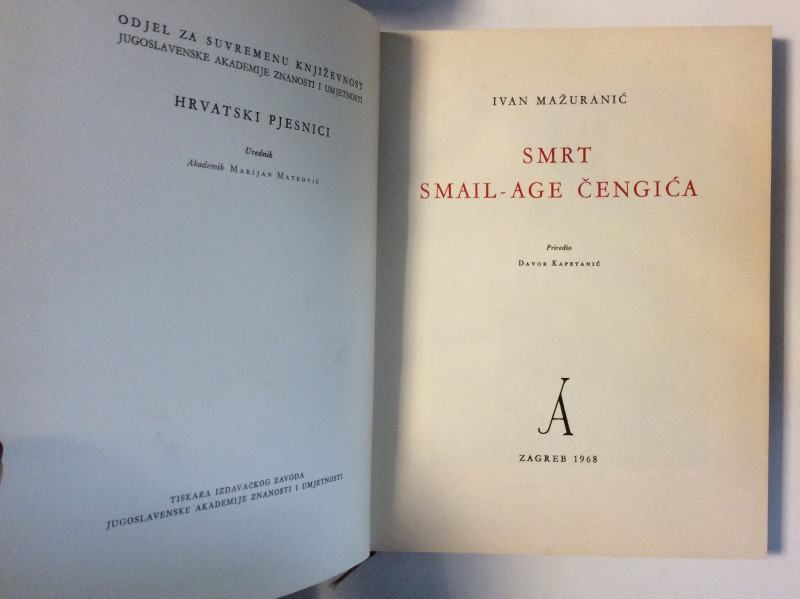 ODJEL ZA SUVREMENU KNJIŽEVNOST
JUGOSLAVENSKE AKADEMIJE ZNANOSTI I UMJETNOSTI
HRVATSKI PJESNICI
Urednik
Akademik MARIJAN MATKOVIĆ
TISKARA IZDAVAČKOG ZAVODA
JUGOSLAVENSKE AKADEMIJE ZNANOSTI I UMJETNOSTI
IVAN MAŽURANIĆ
SMRT
SMAIL-AGE ČENGIĆA
Priredio
DAVOR KAPETANIĆ
Á
ZAGREB 1968